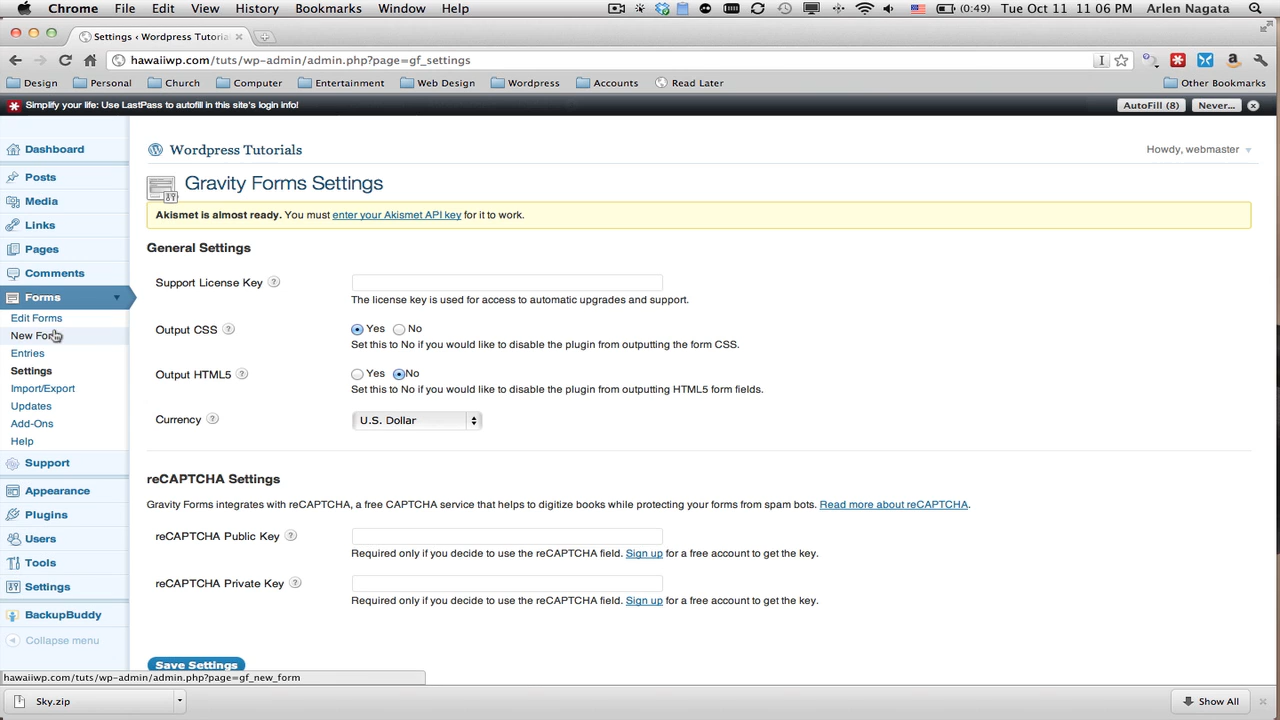 Chrome File Edit View History Bookmarks Window Help (0:49) Tue Oct 11 11:06 PM Arlen Nagata
Settings ‹ Wordpress Tutoria
hawaiiwp.com/tuts/wp-admin/admin.php?page=gf_settings
Design Personal Church Computer Entertainment Web Design Wordpress Accounts Read Later Other Bookmarks
Simplify your life: Use LastPass to autofill in this site's login info! AutoFill (8) Never...
Dashboard
Posts
Media
Links
Pages
Comments
Forms
Edit Forms
New Form
Entries
Settings
Import/Export
Updates
Add-Ons
Help
Support
Appearance
Plugins
Users
Tools
Settings
BackupBuddy
Collapse menu
Wordpress Tutorials
Howdy, webmaster
Gravity Forms Settings
Akismet is almost ready. You must enter your Akismet API key for it to work.
General Settings
Support License Key ?
The license key is used for access to automatic upgrades and support.
Output CSS ? Yes No
Set this to No if you would like to disable the plugin from outputting the form CSS.
Output HTML5 ? Yes No
Set this to No if you would like to disable the plugin from outputting HTML5 form fields.
Currency ? U.S. Dollar
reCAPTCHA Settings
Gravity Forms integrates with reCAPTCHA, a free CAPTCHA service that helps to digitize books while protecting your forms from spam bots. Read more about reCAPTCHA.
reCAPTCHA Public Key ?
Required only if you decide to use the reCAPTCHA field. Sign up for a free account to get the key.
reCAPTCHA Private Key ?
Required only if you decide to use the reCAPTCHA field. Sign up for a free account to get the key.
Save Settings
hawaiiwp.com/tuts/wp-admin/admin.php?page=gf_new_form
Sky.zip
Show All